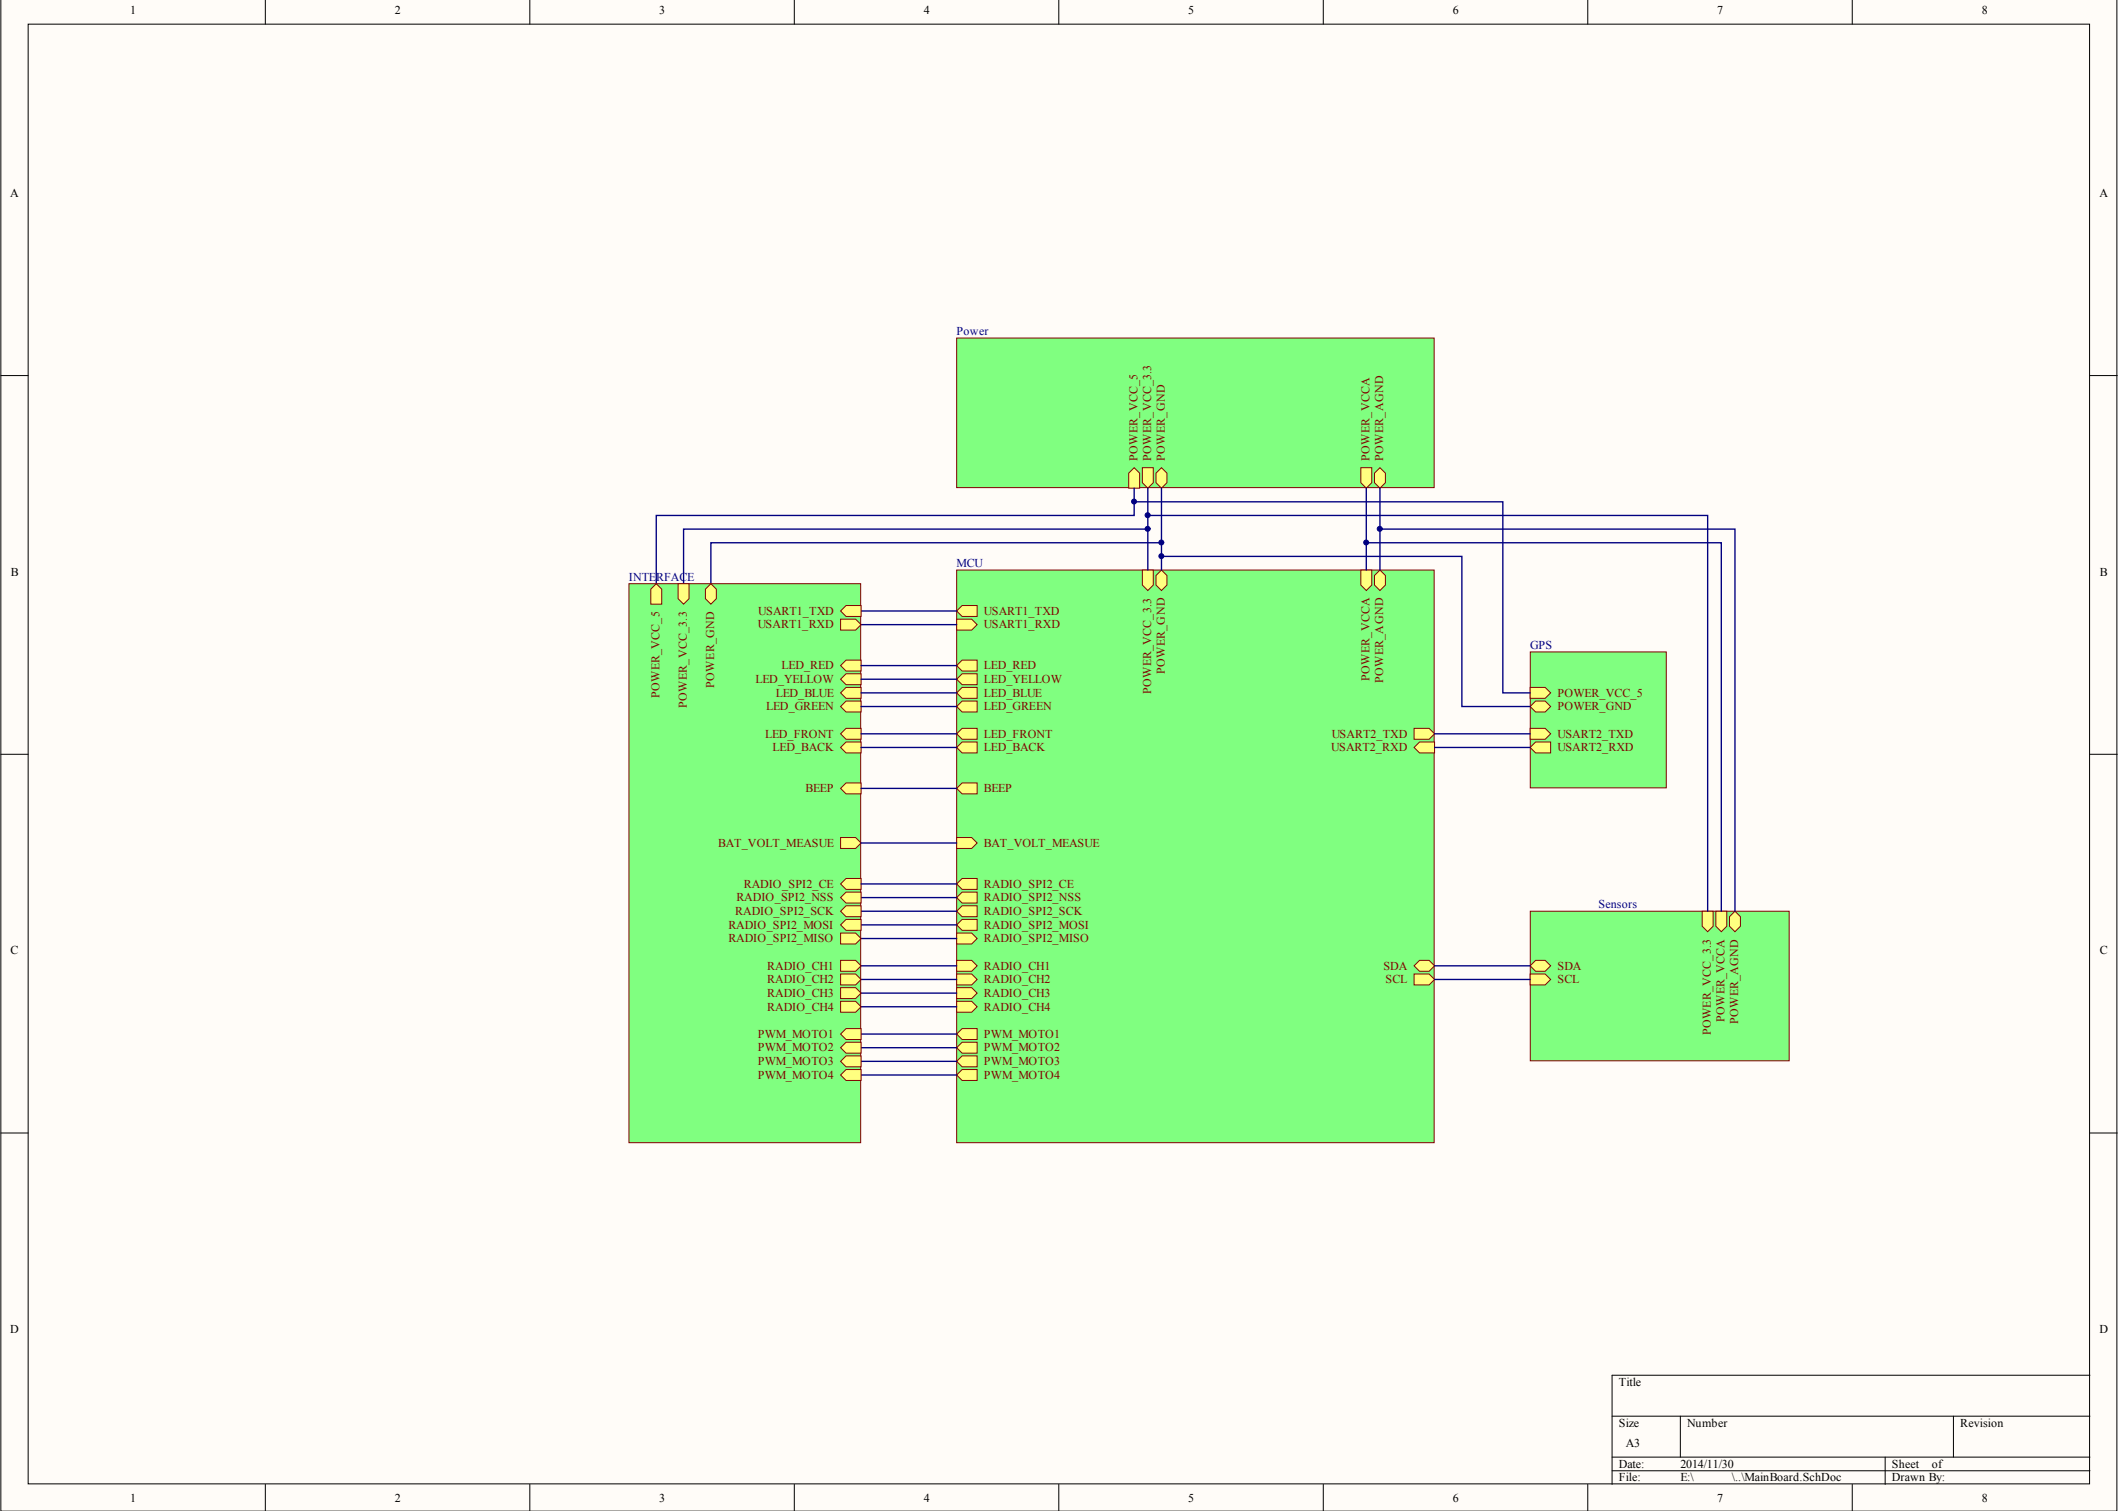 1 2 3 4 5 6 7 8
A A
Power
POWER_VCC_5
POWER_VCC_3.3
POWER_GND
POWER_VCCA
POWER_AGND
B B
INTERFACE
POWER_VCC_5
POWER_VCC_3.3
POWER_GND
USART1_TXD
USART1_RXD
LED_RED
LED_YELLOW
LED_BLUE
LED_GREEN
LED_FRONT
LED_BACK
BEEP
BAT_VOLT_MEASUE
RADIO_SPI2_CE
RADIO_SPI2_NSS
RADIO_SPI2_SCK
RADIO_SPI2_MOSI
RADIO_SPI2_MISO
RADIO_CH1
RADIO_CH2
RADIO_CH3
RADIO_CH4
PWM_MOTO1
PWM_MOTO2
PWM_MOTO3
PWM_MOTO4
MCU
POWER_VCC_3.3
POWER_GND
POWER_VCCA
POWER_AGND
USART1_TXD
USART1_RXD
LED_RED
LED_YELLOW
LED_BLUE
LED_GREEN
LED_FRONT
LED_BACK
BEEP
BAT_VOLT_MEASUE
RADIO_SPI2_CE
RADIO_SPI2_NSS
RADIO_SPI2_SCK
RADIO_SPI2_MOSI
RADIO_SPI2_MISO
RADIO_CH1
RADIO_CH2
RADIO_CH3
RADIO_CH4
PWM_MOTO1
PWM_MOTO2
PWM_MOTO3
PWM_MOTO4
USART2_TXD
USART2_RXD
SDA
SCL
GPS
POWER_VCC_5
POWER_GND
USART2_TXD
USART2_RXD
C C
Sensors
POWER_VCC_3.3
POWER_VCCA
POWER_AGND
SDA
SCL
D D
Title
Size Number Revision
A3
Date: 2014/11/30 Sheet of
File: E:\ \..\MainBoard.SchDoc Drawn By:
1 2 3 4 5 6 7 8